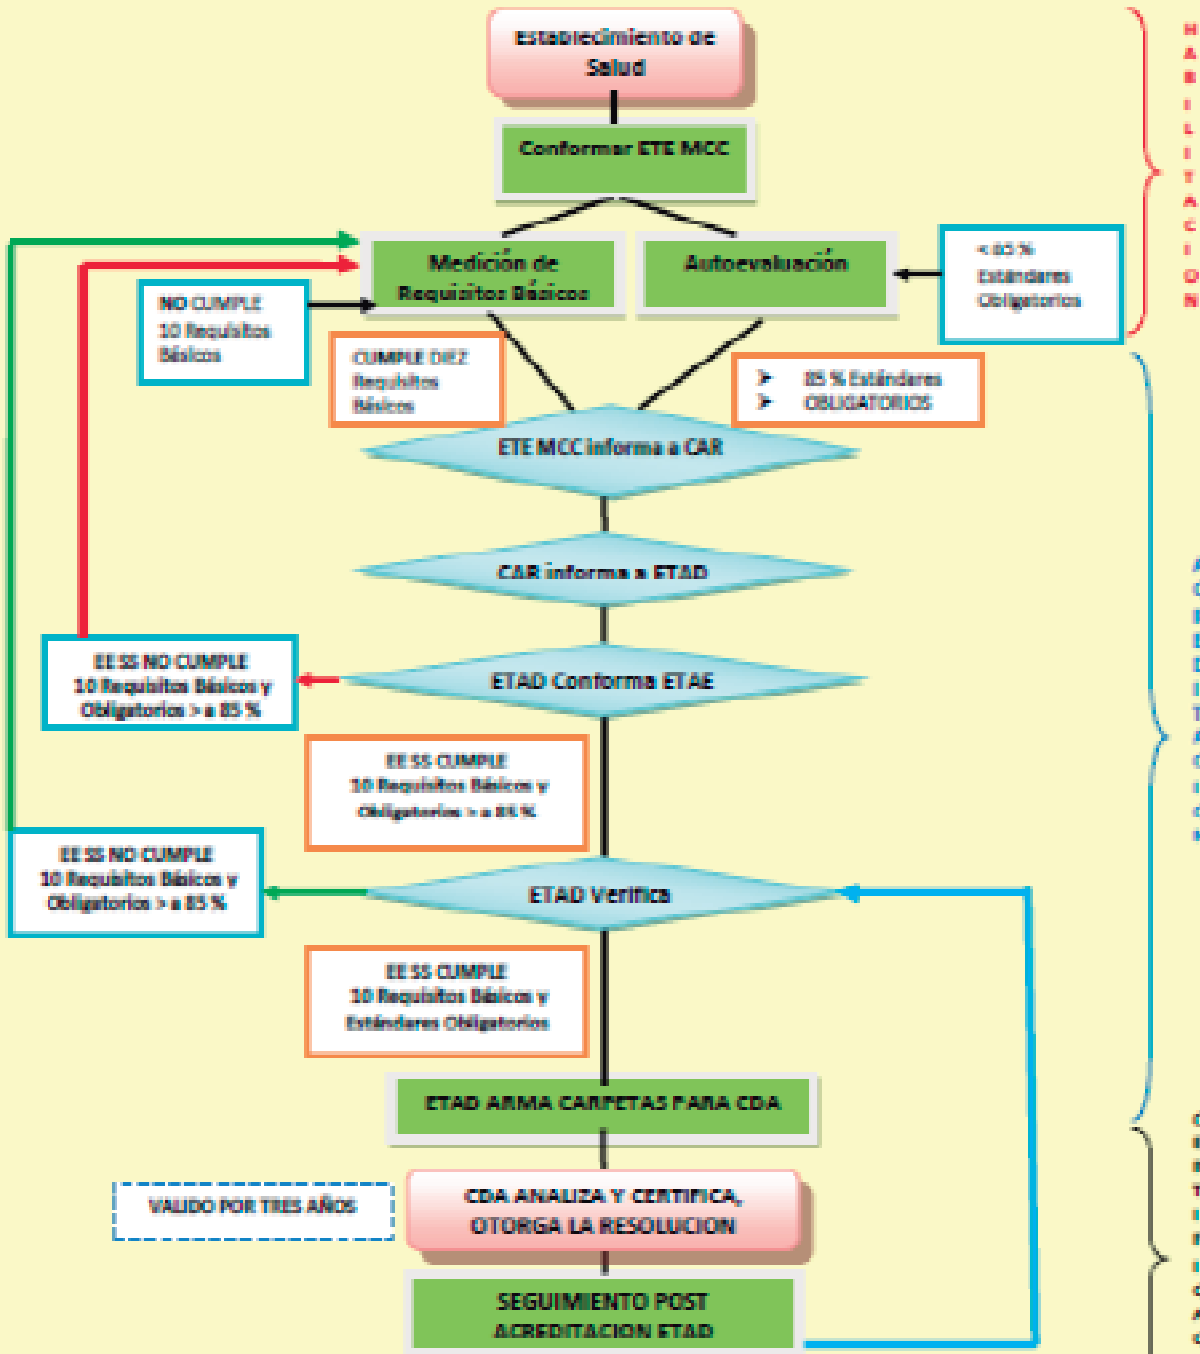 Establecimiento de
Salud
Conformar ETE MCC
Medición de
Requisitos Básicos
Autoevaluación
< 85 %
Estándares
Obligatorios
NO CUMPLE
10 Requisitos
Básicos
CUMPLE DIEZ
Requisitos
Básicos
➤ 85 % Estándares
➤ OBLIGATORIOS
ETE MCC informa a CAR
CAR informa a ETAD
ETAD Conforma ETAE
EE SS NO CUMPLE
10 Requisitos Básicos y
Obligatorios > a 85 %
EE SS CUMPLE
10 Requisitos Básicos y
Obligatorios > a 85 %
ETAD Verifica
EE SS NO CUMPLE
10 Requisitos Básicos y
Obligatorios > a 85 %
EE SS CUMPLE
10 Requisitos Básicos y
Estándares Obligatorios
ETAD ARMA CARPETAS PARA CDA
CDA ANALIZA Y CERTIFICA,
OTORGA LA RESOLUCION
VALIDO POR TRES AÑOS
SEGUIMIENTO POST
ACREDITACION ETAD
HABILITACION